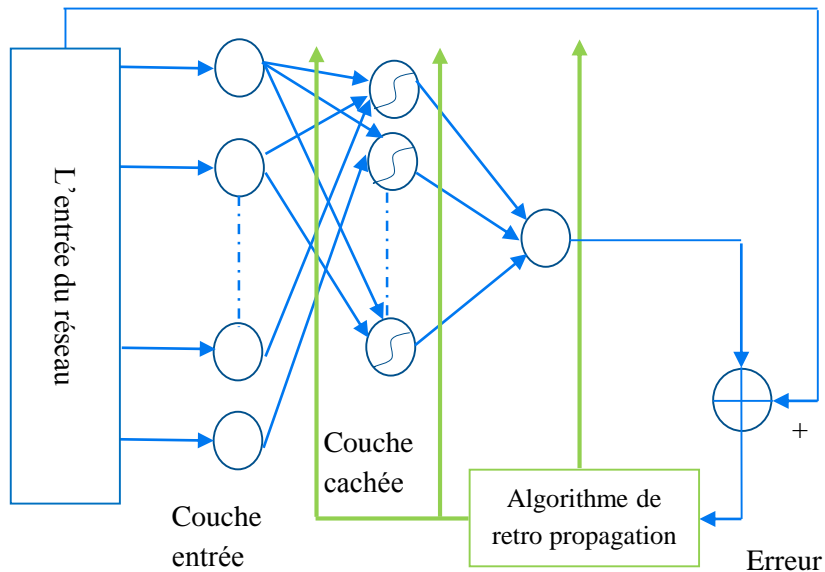 L'entrée du réseau
Couche
entrée
Couche
cachée
Algorithme de
retro propagation
+
Erreur